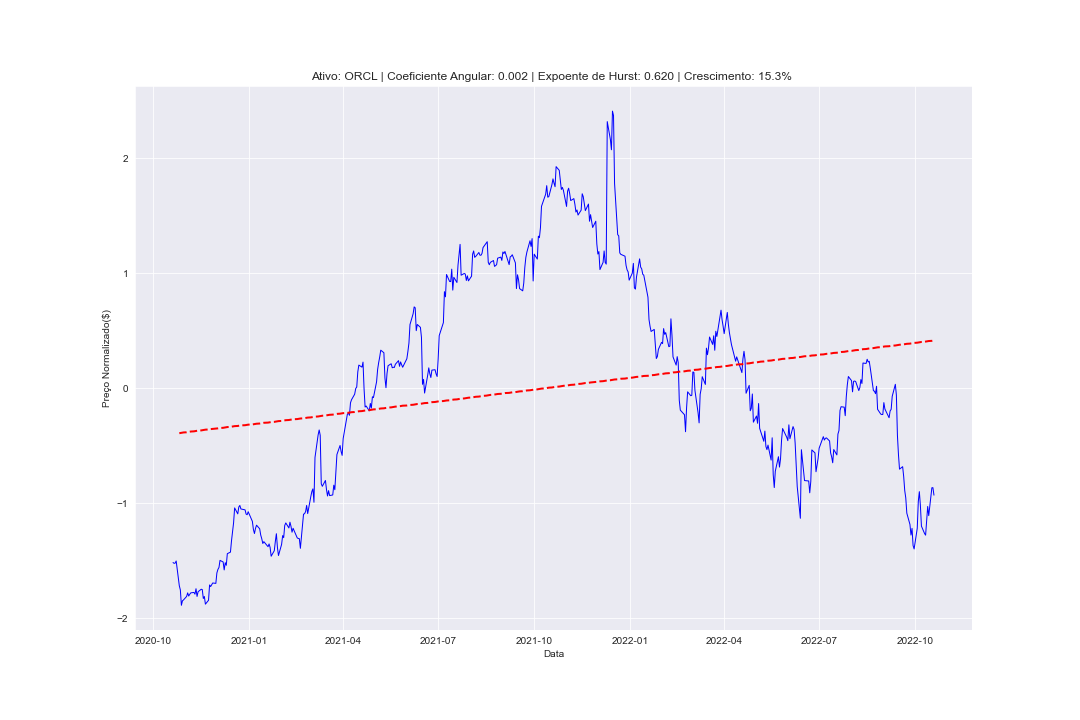 Ativo: ORCL | Coeficiente Angular: 0.002 | Expoente de Hurst: 0.620 | Crescimento: 15.3%
2
1
0
−1
−2
Preço Normalizado($)
2020-10 2021-01 2021-04 2021-07 2021-10 2022-01 2022-04 2022-07 2022-10
Data